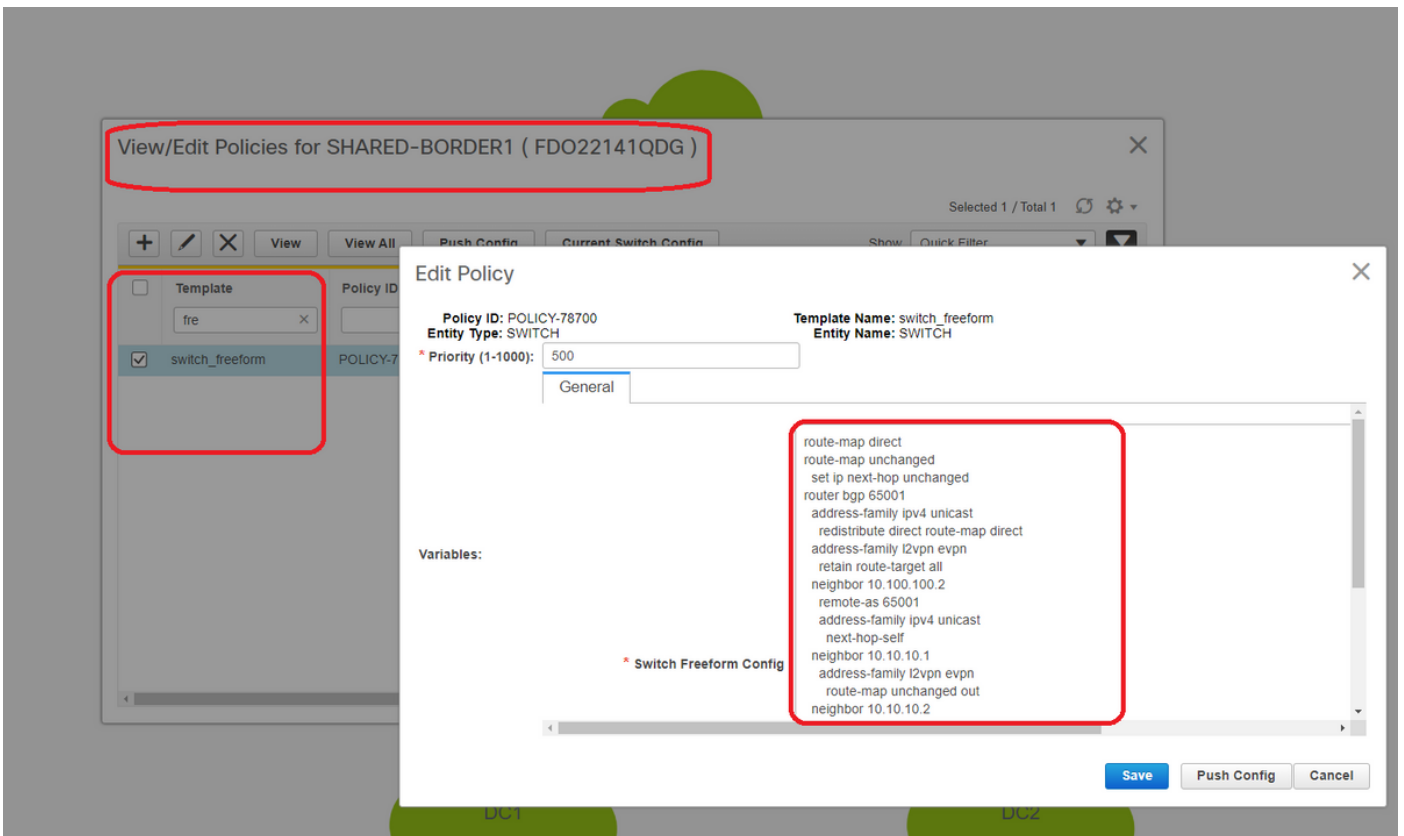 View/Edit Policies for SHARED-BORDER1 ( FDO22141QDG )
Selected 1 / Total 1
View View All Push Config Current Switch Config Show Quick Filter
Template Policy ID
fre
switch_freeform POLICY-7
Edit Policy
Policy ID: POLICY-78700 Template Name: switch_freeform
Entity Type: SWITCH Entity Name: SWITCH
* Priority (1-1000): 500
General
route-map direct
route-map unchanged
set ip next-hop unchanged
router bgp 65001
address-family ipv4 unicast
redistribute direct route-map direct
address-family l2vpn evpn
Variables:
retain route-target all
neighbor 10.100.100.2
remote-as 65001
address-family ipv4 unicast
next-hop-self
* Switch Freeform Config
neighbor 10.10.10.1
address-family l2vpn evpn
route-map unchanged out
neighbor 10.10.10.2
Save Push Config Cancel
DC1 DC2